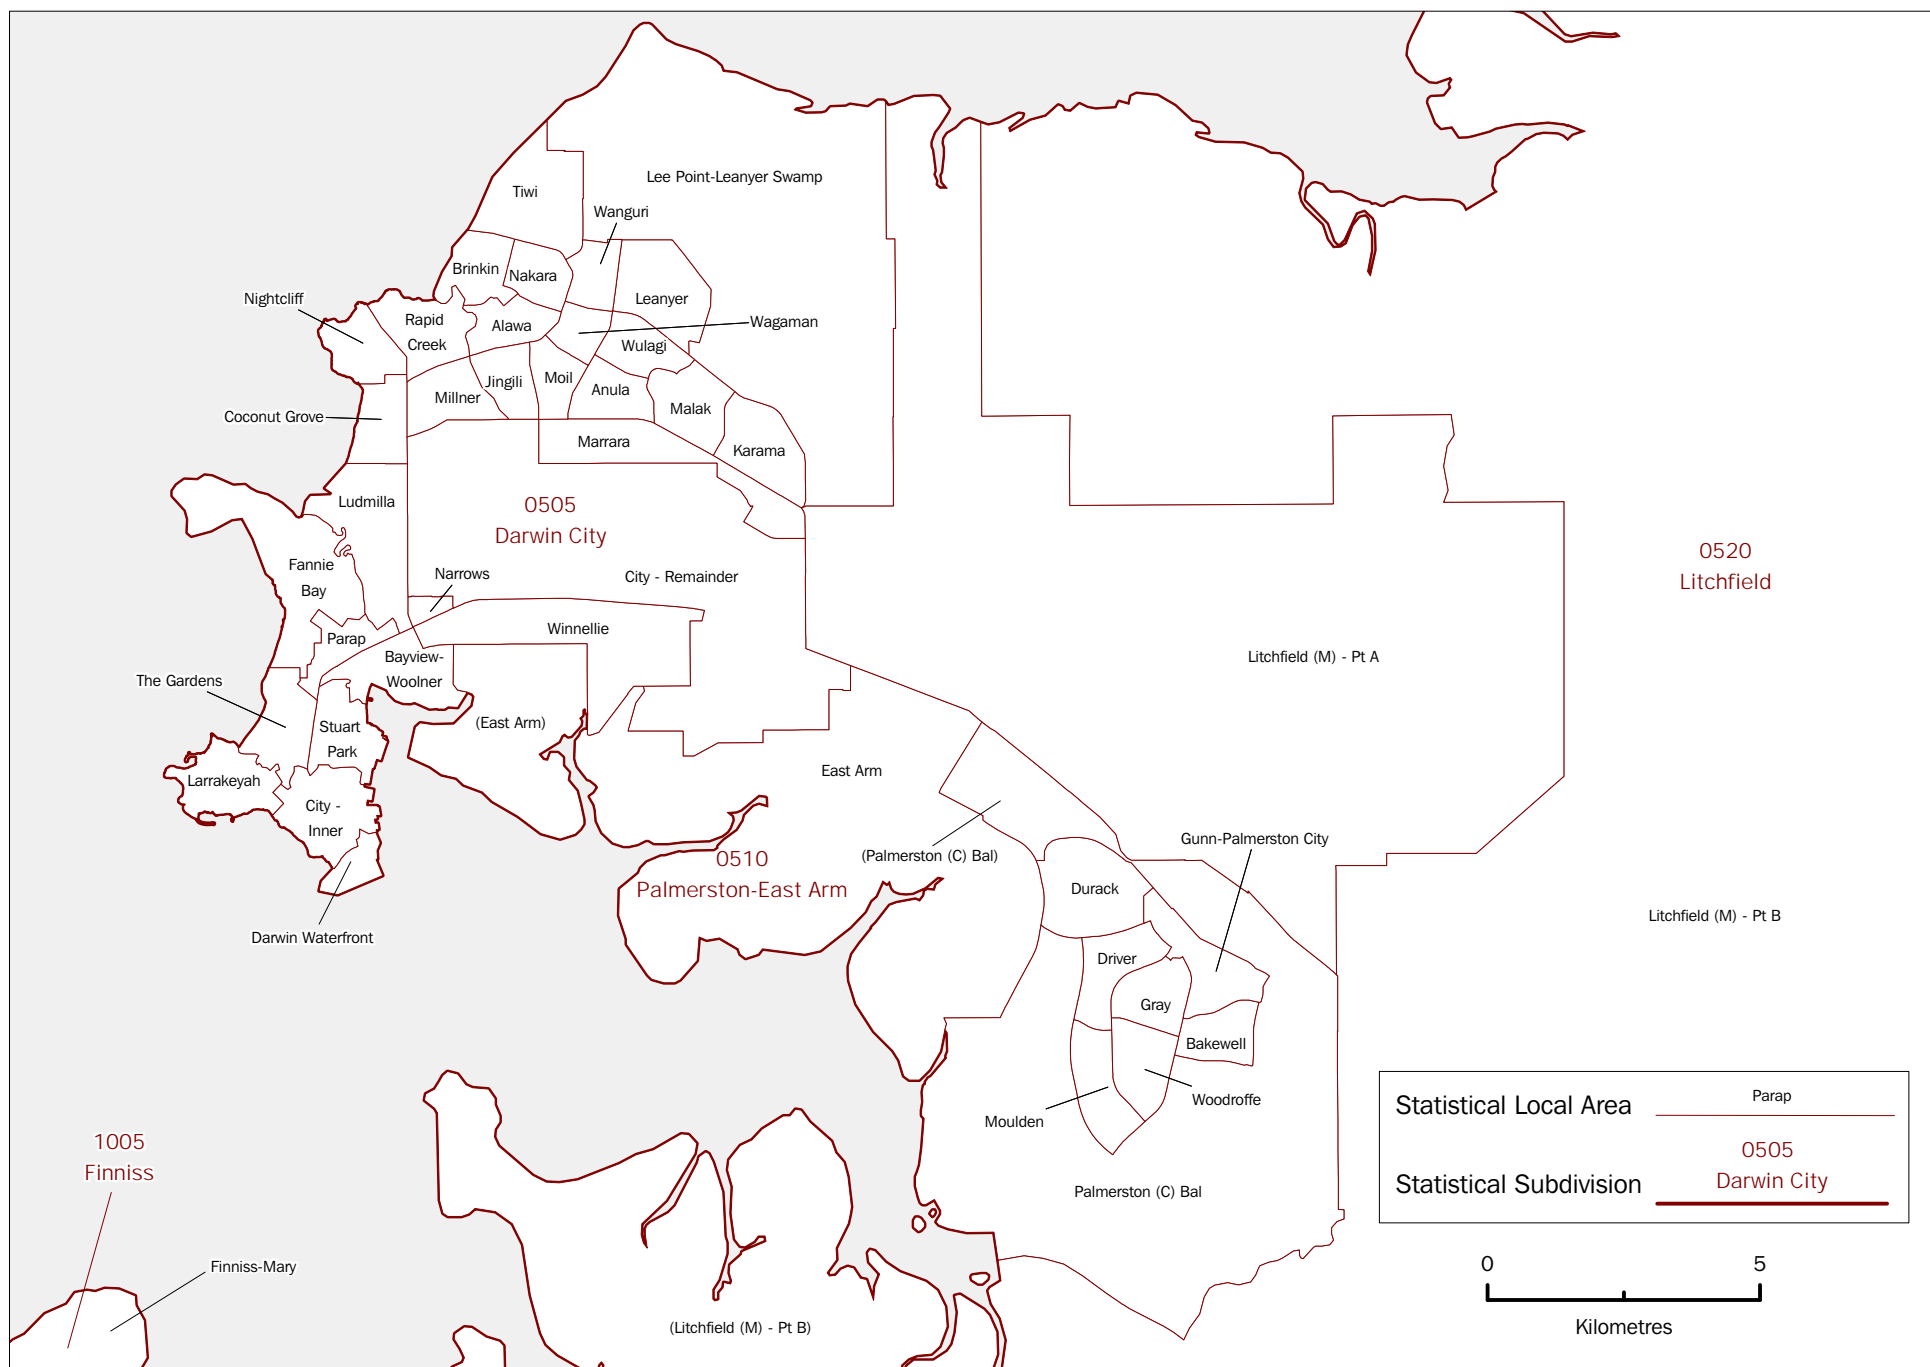 Lee Point-Leanyer Swamp
Tiwi
Wanguri
Brinkin
Nakara
Nightcliff
Leanyer
Rapid
Creek
Alawa
Wagaman
Wulagi
Jingili
Moil
Anula
Millner
Malak
Coconut Grove
Marrara
Karama
Ludmilla
0505
Darwin City
0520
Litchfield
Fannie
Bay
Narrows
City - Remainder
Winnellie
Parap
Bayview-
Woolner
Litchfield (M) - Pt A
The Gardens
(East Arm)
Stuart
Park
Larrakeyah
East Arm
City -
Inner
Gunn-Palmerston City
0510
Palmerston-East Arm
(Palmerston (C) Bal)
Durack
Litchfield (M) - Pt B
Darwin Waterfront
Driver
Gray
Bakewell
Woodroffe
Moulden
Palmerston (C) Bal
1005
Finniss
Finniss-Mary
(Litchfield (M) - Pt B)
Statistical Local Area
Parap
Statistical Subdivision
0505
Darwin City
0 5
Kilometres